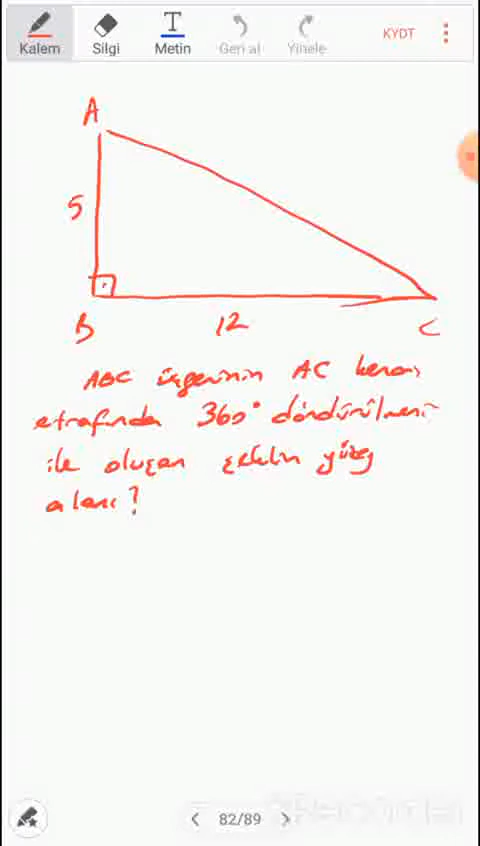 Kalem Silgi Metin Geri al Yinele KYDT
A
5
B 12 C
ABC üçgeninin AC kenarı
etrafında 360° döndürülmesi
ile oluşan şeklin yüzey
alanı?
82/89